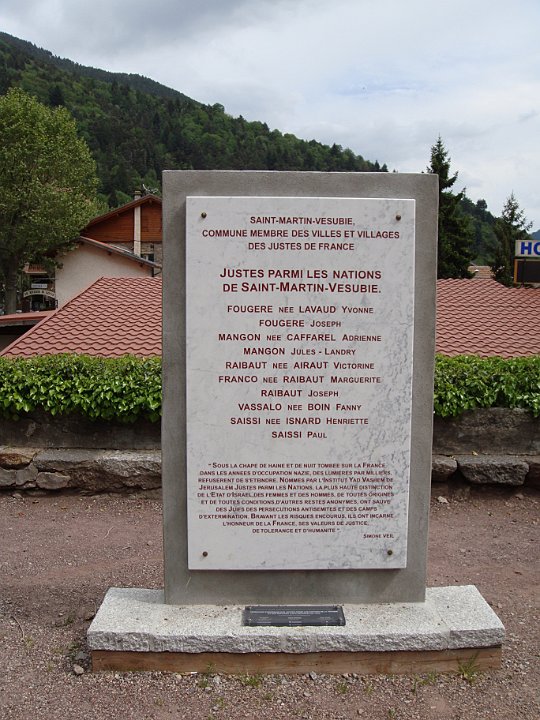 SAINT-MARTIN-VESUBIE,
COMMUNE MEMBRE DES VILLES ET VILLAGES
DES JUSTES DE FRANCE
JUSTES PARMI LES NATIONS
DE SAINT-MARTIN-VESUBIE.
FOUGERE NEE LAVAUD YVONNE
FOUGERE JOSEPH
MANGON NEE CAFFAREL ADRIENNE
MANGON JULES - LANDRY
RAIBAUT NEE AIRAUT VICTORINE
FRANCO NEE RAIBAUT MARGUERITE
RAIBAUT JOSEPH
VASSALO NEE BOIN FANNY
SAISSI NEE ISNARD HENRIETTE
SAISSI PAUL
"SOUS LA CHAPE DE HAINE ET DE NUIT TOMBEE SUR LA FRANCE
DANS LES ANNEES D'OCCUPATION NAZIE, DES LUMIERES PAR MILLIERS,
REFUSERENT DE S'ETEINDRE. NOMMES PAR L'INSTITUT YAD VASHEM DE
JERUSALEM JUSTES PARMI LES NATIONS, LA PLUS HAUTE DISTINCTION
DE L'ETAT D'ISRAEL, DES FEMMES ET DES HOMMES, DE TOUTES ORIGINES
ET DE TOUTES CONDITIONS, D'AUTRES RESTES ANONYMES, ONT SAUVE
DES JUIFS DES PERSECUTIONS ANTISEMITES ET DES CAMPS
D'EXTERMINATION. BRAVANT LES RISQUES ENCOURUS, ILS ONT INCARNE
L'HONNEUR DE LA FRANCE, SES VALEURS DE JUSTICE,
DE TOLERANCE ET D'HUMANITE"
SIMONE VEIL
HO